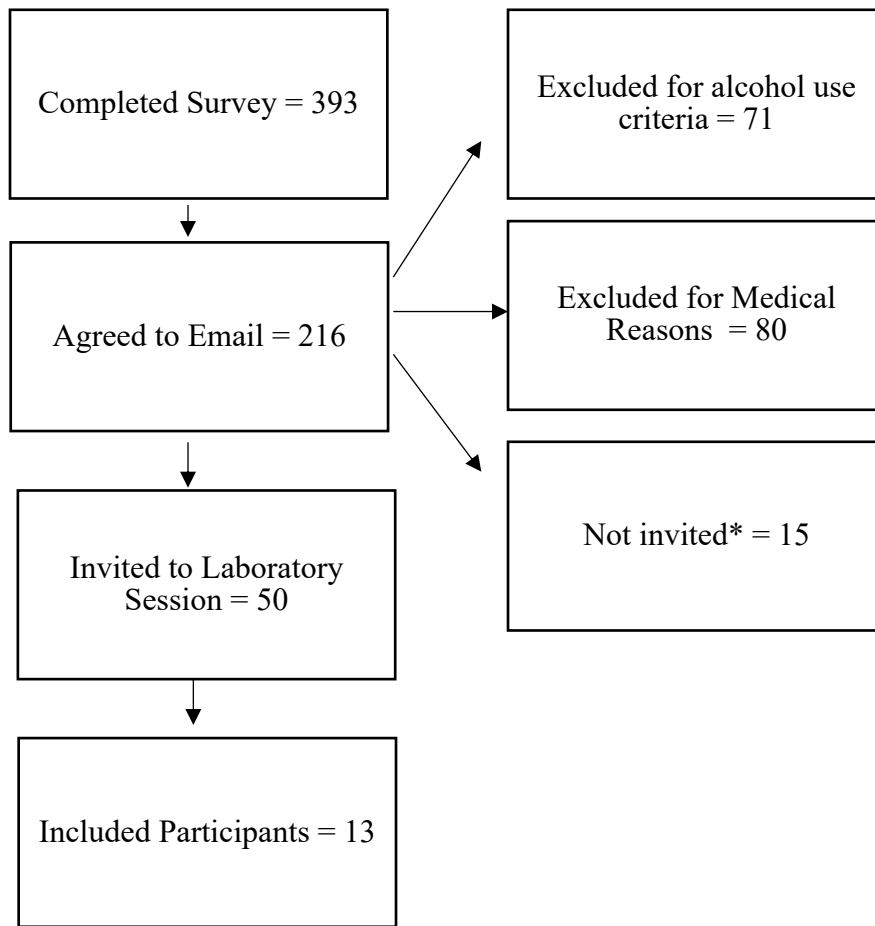 Completed Survey = 393
Excluded for alcohol use
criteria = 71
Agreed to Email = 216
Excluded for Medical
Reasons  = 80
Not invited* = 15
Invited to Laboratory
Session = 50
Included Participants = 13